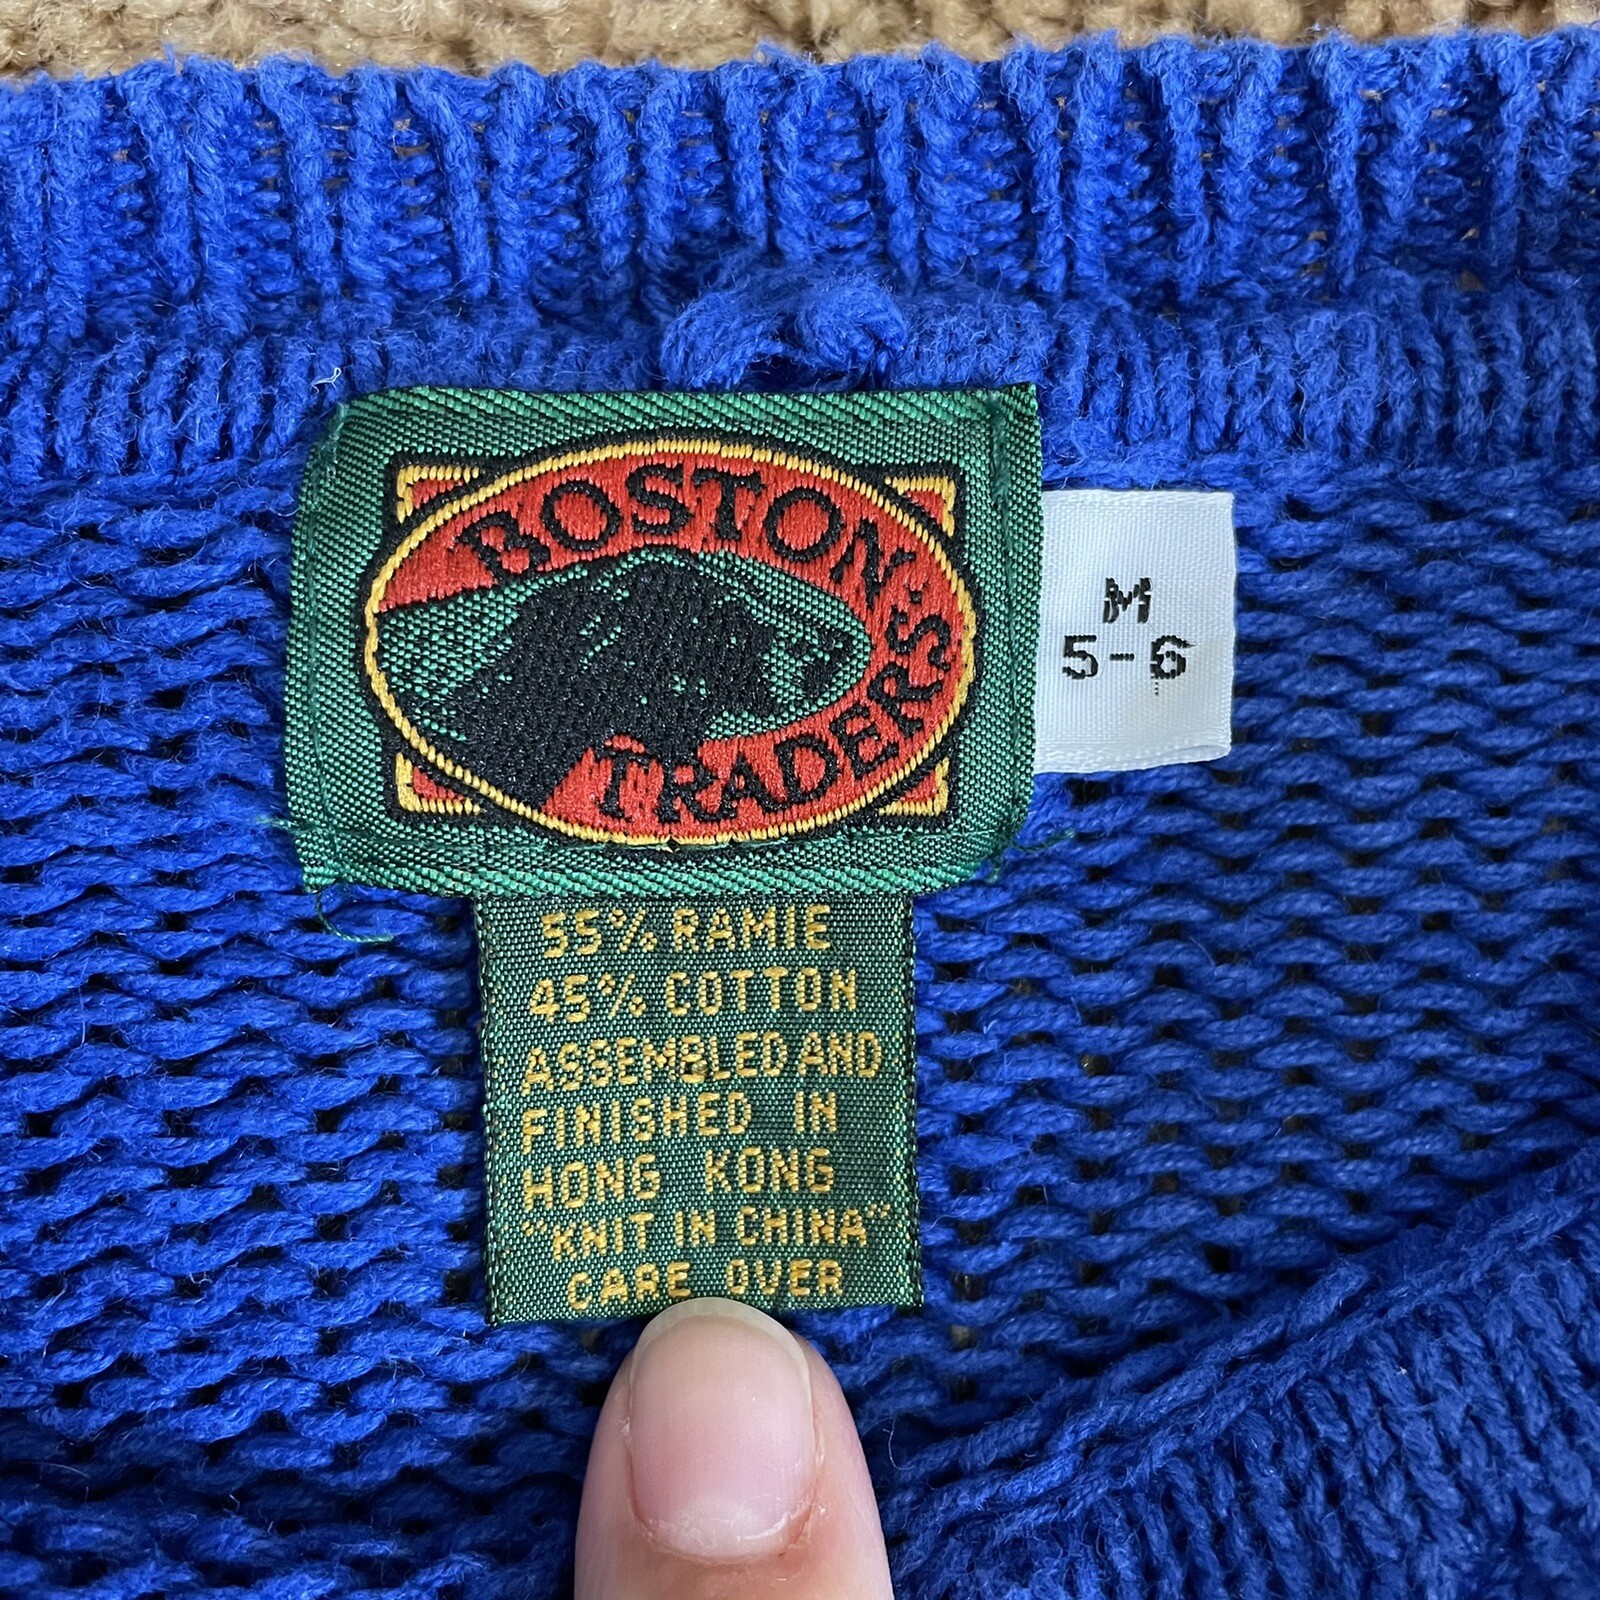 BOSTON
TRADERS
M
5-6
55% RAMIE
45% COTTON
ASSEMBLED AND
FINISHED IN
HONG KONG
"KNIT IN CHINA"
CARE OVER